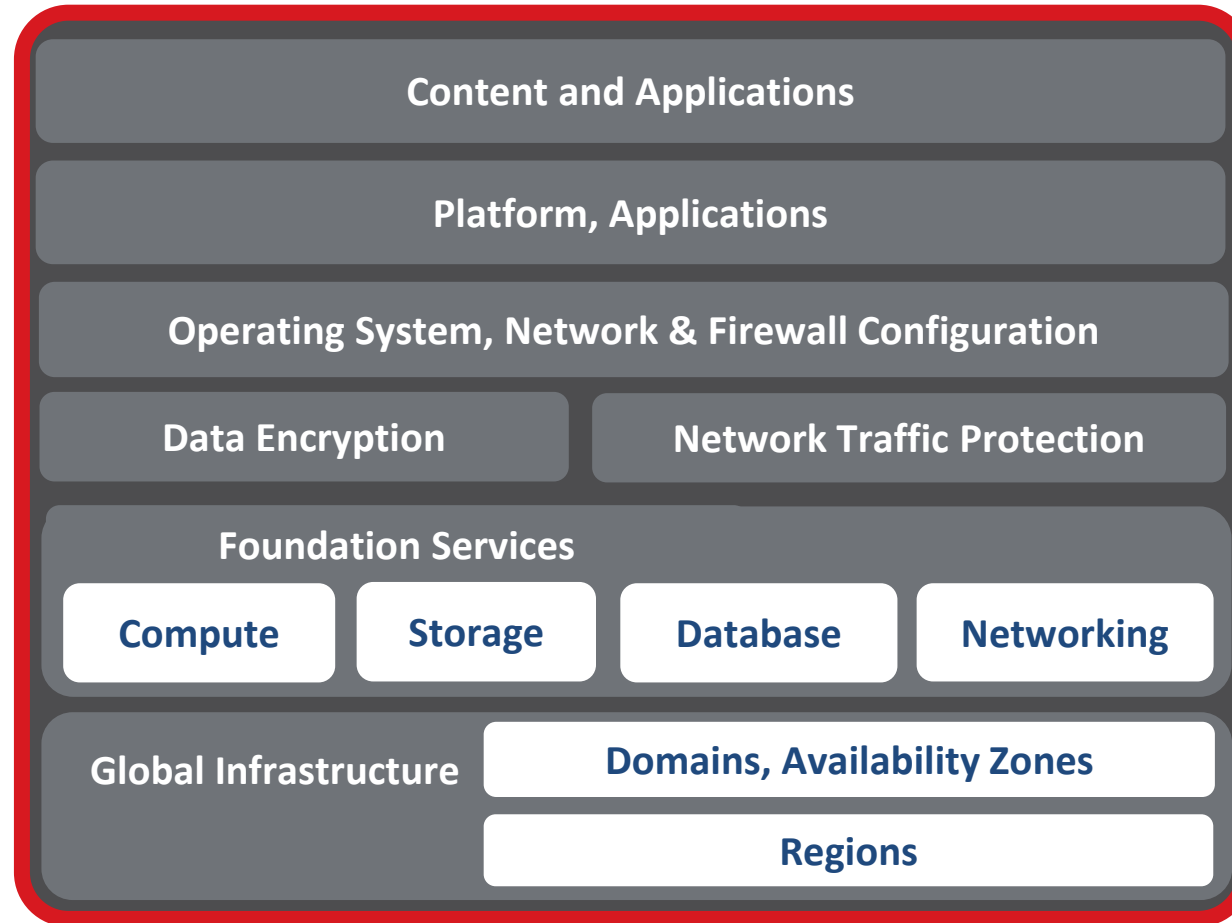 Content and Applications
Platform, Applications
Operating System, Network & Firewall Configuration
Data Encryption
Network Traffic Protection
Foundation Services
Compute
Storage
Database
Networking
Global Infrastructure
Domains, Availability Zones
Regions